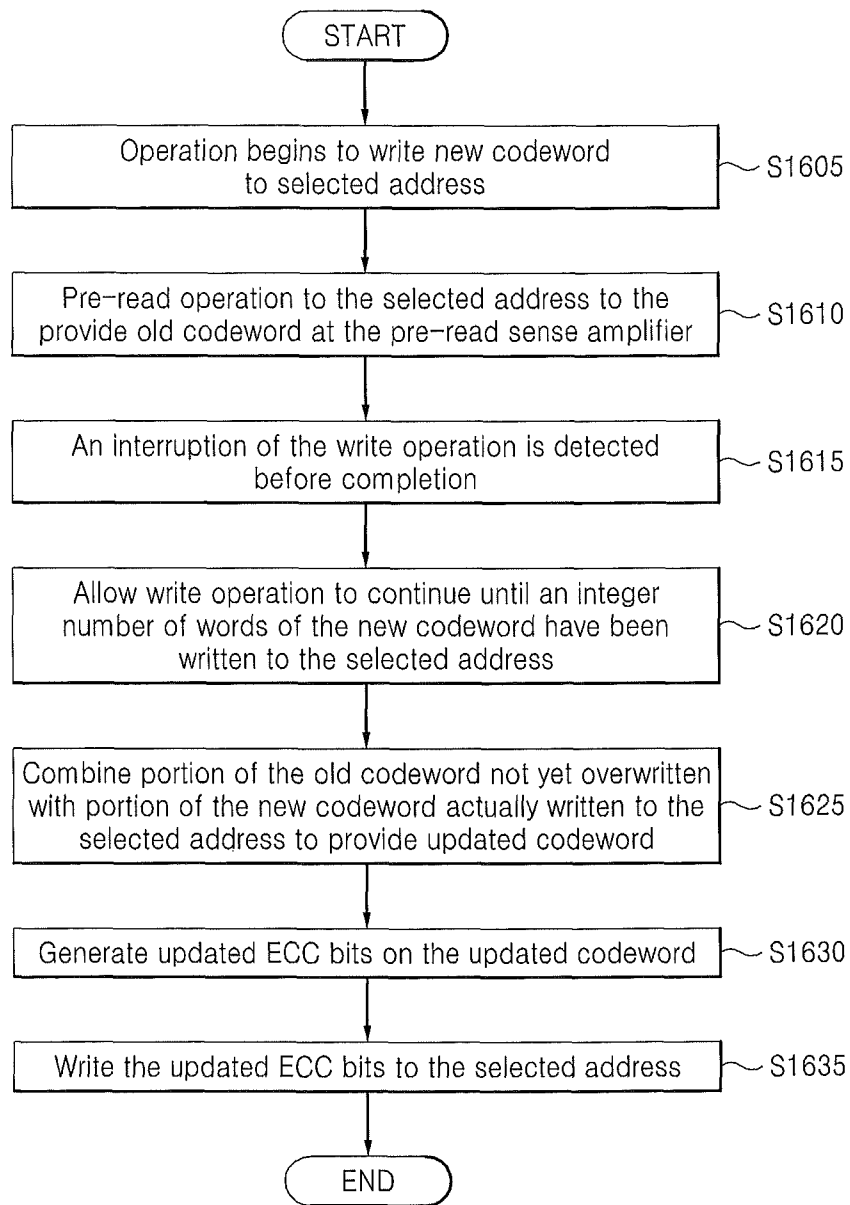 START
Operation begins to write new codeword
to selected address
S1605
Pre-read operation to the selected address to the
provide old codeword at the pre-read sense amplifier
S1610
An interruption of the write operation is detected
before completion
S1615
Allow write operation to continue until an integer
number of words of the new codeword have been
written to the selected address
S1620
Combine portion of the old codeword not yet overwritten
with portion of the new codeword actually written to the
selected address to provide updated codeword
S1625
Generate updated ECC bits on the updated codeword
S1630
Write the updated ECC bits to the selected address
S1635
END